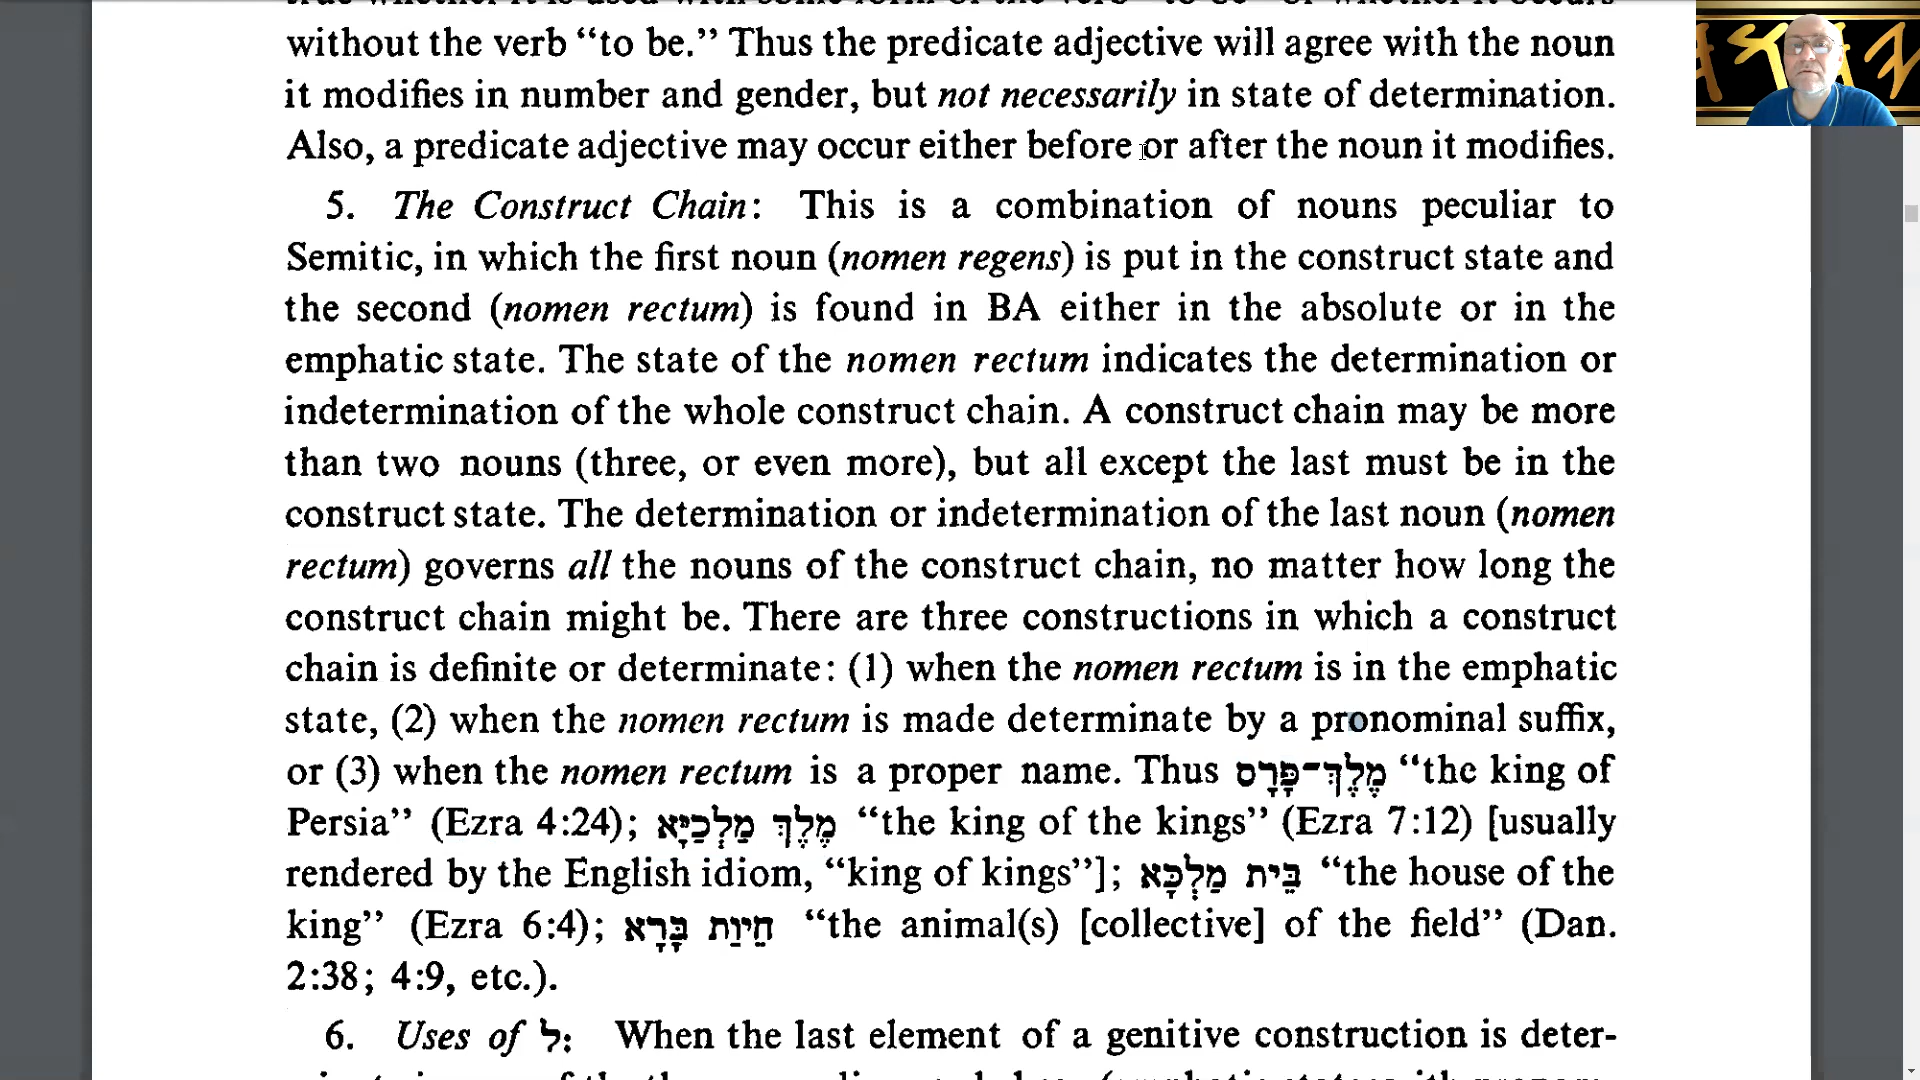 without the verb “to be.” Thus the predicate adjective will agree with the noun
it modifies in number and gender, but not necessarily in state of determination.
Also, a predicate adjective may occur either before or after the noun it modifies.
5. The Construct Chain: This is a combination of nouns peculiar to
Semitic, in which the first noun (nomen regens) is put in the construct state and
the second (nomen rectum) is found in BA either in the absolute or in the
emphatic state. The state of the nomen rectum indicates the determination or
indetermination of the whole construct chain. A construct chain may be more
than two nouns (three, or even more), but all except the last must be in the
construct state. The determination or indetermination of the last noun (nomen
rectum) governs all the nouns of the construct chain, no matter how long the
construct chain might be. There are three constructions in which a construct
chain is definite or determinate: (1) when the nomen rectum is in the emphatic
state, (2) when the nomen rectum is made determinate by a pronominal suffix,
or (3) when the nomen rectum is a proper name. Thus מֶלֶךְ־פָּרָס “the king of
Persia” (Ezra 4:24); מֶלֶךְ מַלְכַיָּא “the king of the kings” (Ezra 7:12) [usually
rendered by the English idiom, “king of kings”]; בֵּית מַלְכָּא “the house of the
king” (Ezra 6:4); חֵיוַת בָּרָא “the animal(s) [collective] of the field” (Dan.
2:38; 4:9, etc.).
6. Uses of ל: When the last element of a genitive construction is deter-